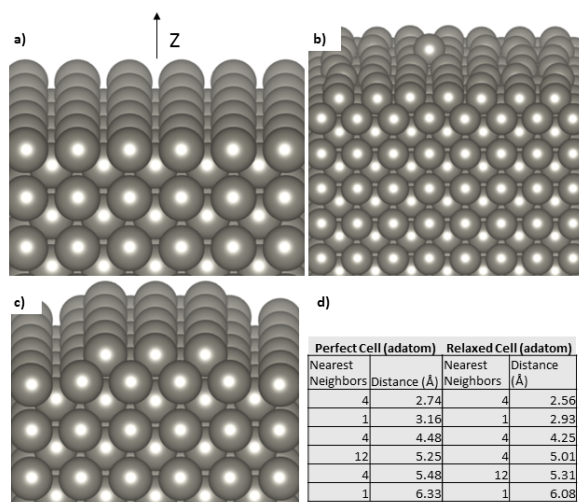 a)
Z
b)
c)
d)
Perfect Cell (adatom) Relaxed Cell (adatom)
Nearest Neighbors Distance (Å) Nearest Neighbors Distance (Å)
4 2.74 4 2.56
1 3.16 1 2.93
4 4.48 4 4.25
12 5.25 4 5.01
4 5.48 12 5.31
1 6.33 1 6.08